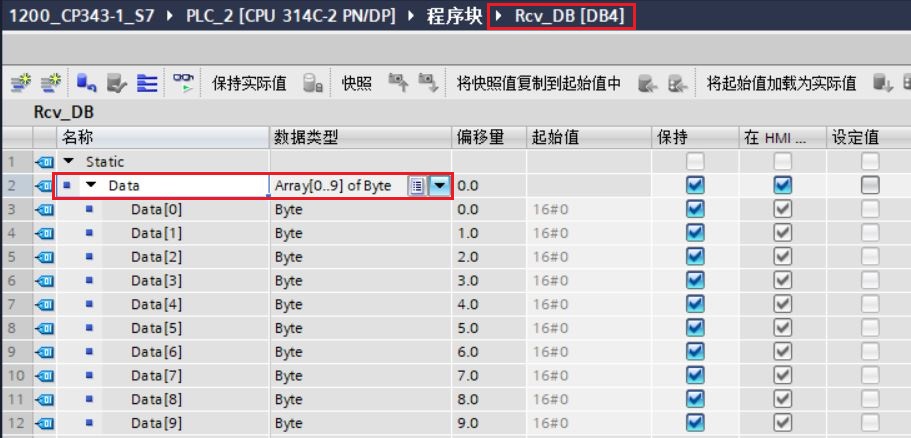 1200_CP343-1_S7 ▸ PLC_2 [CPU 314C-2 PN/DP] ▸ 程序块 ▸ Rcv_DB [DB4]
保持实际值 快照 将快照值复制到起始值中 将起始值加载为实际值
Rcv_DB
名称 数据类型 偏移量 起始值 保持 在 HMI ... 设定值
1 Static
2 Data Array[0..9] of Byte 0.0
3 Data[0] Byte 0.0 16#0
4 Data[1] Byte 1.0 16#0
5 Data[2] Byte 2.0 16#0
6 Data[3] Byte 3.0 16#0
7 Data[4] Byte 4.0 16#0
8 Data[5] Byte 5.0 16#0
9 Data[6] Byte 6.0 16#0
10 Data[7] Byte 7.0 16#0
11 Data[8] Byte 8.0 16#0
12 Data[9] Byte 9.0 16#0